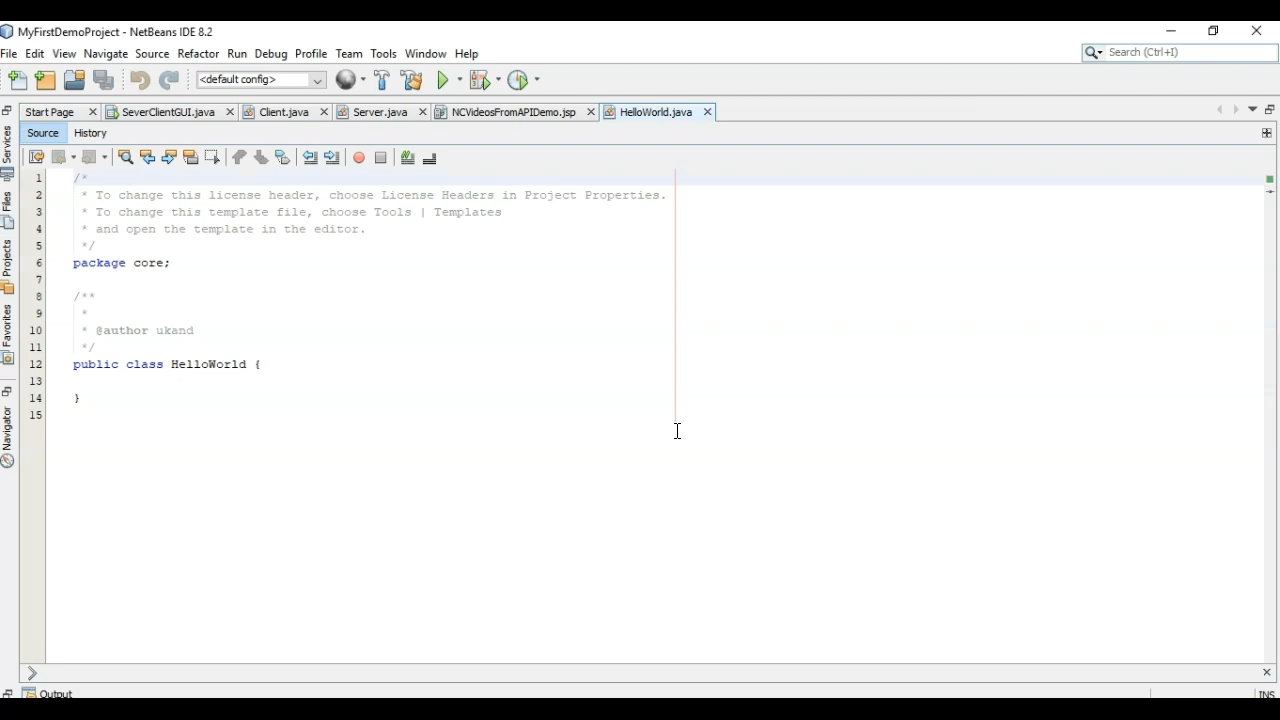 MyFirstDemoProject - NetBeans IDE 8.2
File Edit View Navigate Source Refactor Run Debug Profile Team Tools Window Help
Search (Ctrl+I)
<default config>
Start Page SeverClientGUI.java Client.java Server.java NCVideosFromAPIDemo.jsp HelloWorld.java
Source History
Services
Files
Projects
Favorites
Navigator
1 /*
2 * To change this license header, choose License Headers in Project Properties.
3 * To change this template file, choose Tools | Templates
4 * and open the template in the editor.
5 */
6 package core;
7
8 /**
9 *
10 * @author ukand
11 */
12 public class HelloWorld {
13
14 }
15
Output
INS